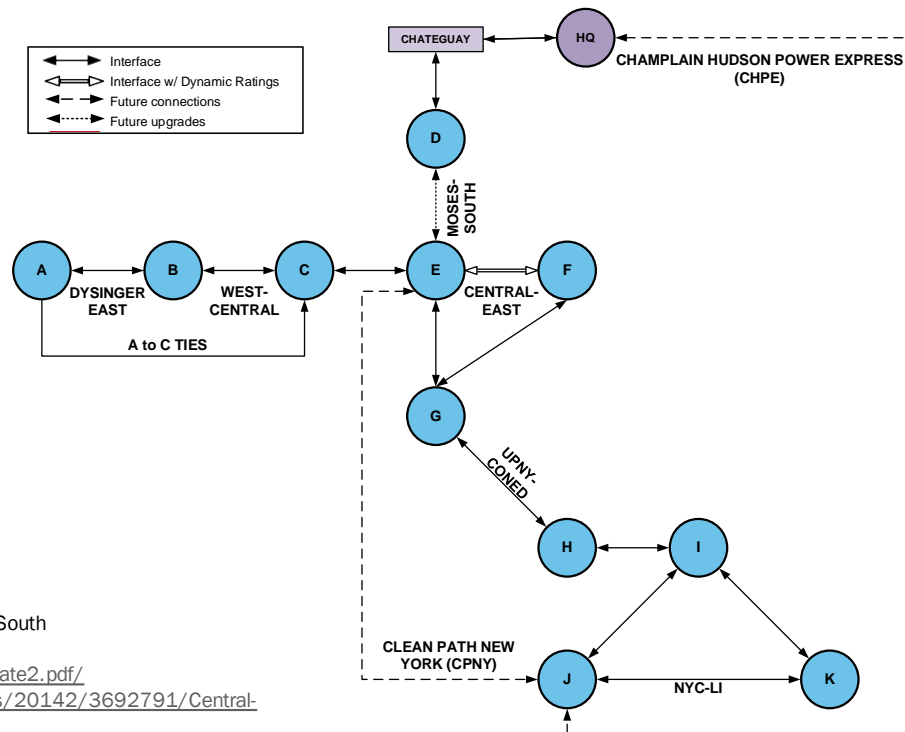 CHATEGUAY
HQ
Interface
Interface w/ Dynamic Ratings
Future connections
Future upgrades
CHAMPLAIN HUDSON POWER EXPRESS
(CHPE)
D
MOSES-
SOUTH
A
B
C
E
F
DYSINGER
EAST
WEST-
CENTRAL
CENTRAL-
EAST
A to C TIES
G
UPNY-
CONED
H
I
South
CLEAN PATH NEW
YORK (CPNY)
ate2.pdf/
s/20142/3692791/Central-
J
K
NYC-LI